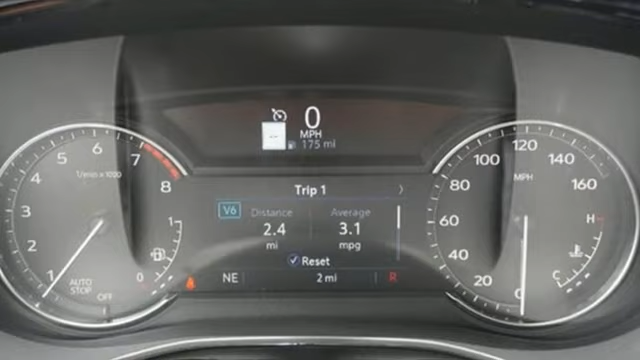 1 2 3 4 5 6 7 8
1/min x 1000
AUTO
STOP
OFF
1
0
0
MPH
175 mi
Trip 1
V6
Distance Average
2.4 3.1
mi mpg
Reset
NE 2 mi R
0 20 40 60 80 100 120 140 160
MPH
H
C